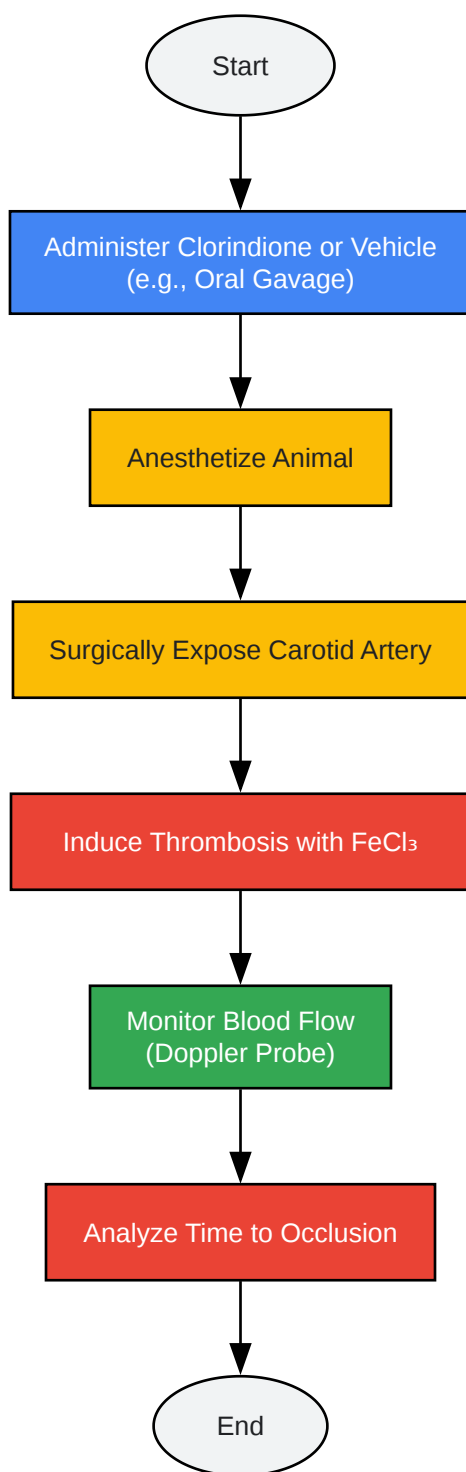 Start
Administer Clorindione or Vehicle
(e.g., Oral Gavage)
Anesthetize Animal
Surgically Expose Carotid Artery
Induce Thrombosis with FeCl₃
Monitor Blood Flow
(Doppler Probe)
Analyze Time to Occlusion
End